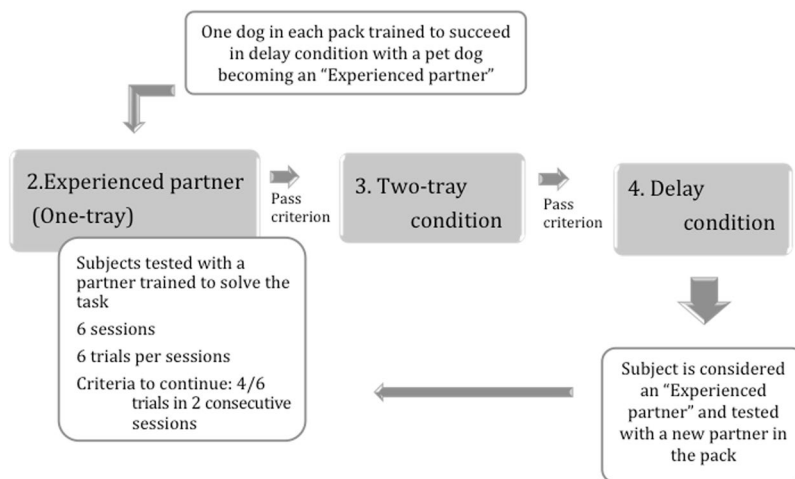 One dog in each pack trained to succeed
in delay condition with a pet dog
becoming an “Experienced partner”
2.Experienced partner
(One-tray)
Pass
criterion
3. Two-tray
condition
Pass
criterion
4. Delay
condition
Subjects tested with a
partner trained to solve the
task
6 sessions
6 trials per sessions
Criteria to continue: 4/6
trials in 2 consecutive
sessions
Subject is considered
an “Experienced
partner” and tested
with a new partner in
the pack